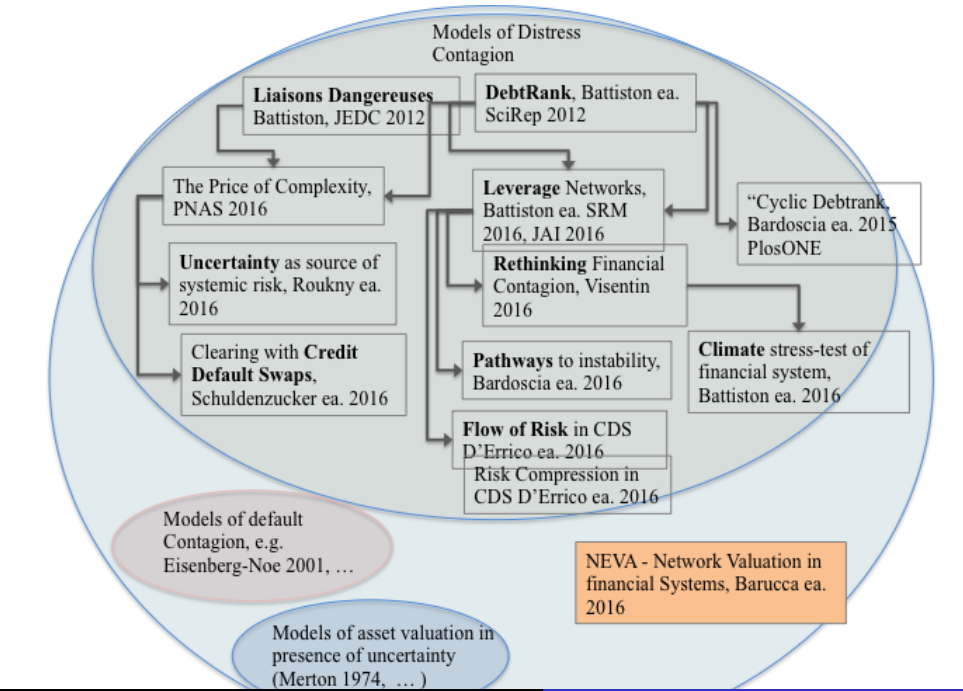 Models of Distress
Contagion
Liaisons Dangereuses
Battiston, JEDC 2012
DebtRank, Battiston ea.
SciRep 2012
The Price of Complexity,
PNAS 2016
Leverage Networks,
Battiston ea. SRM
2016, JAI 2016
“Cyclic Debtrank,
Bardoscia ea. 2015
PlosONE
Uncertainty as source of
systemic risk, Roukny ea.
2016
Rethinking Financial
Contagion, Visentin
2016
Clearing with Credit
Default Swaps,
Schuldenzucker ea. 2016
Pathways to instability,
Bardoscia ea. 2016
Climate stress-test of
financial system,
Battiston ea. 2016
Flow of Risk in CDS
D’Errico ea. 2016
Risk Compression in
CDS D’Errico ea. 2016
Models of default
Contagion, e.g.
Eisenberg-Noe 2001, …
NEVA - Network Valuation in
financial Systems, Barucca ea.
2016
Models of asset valuation in
presence of uncertainty
(Merton 1974, … )